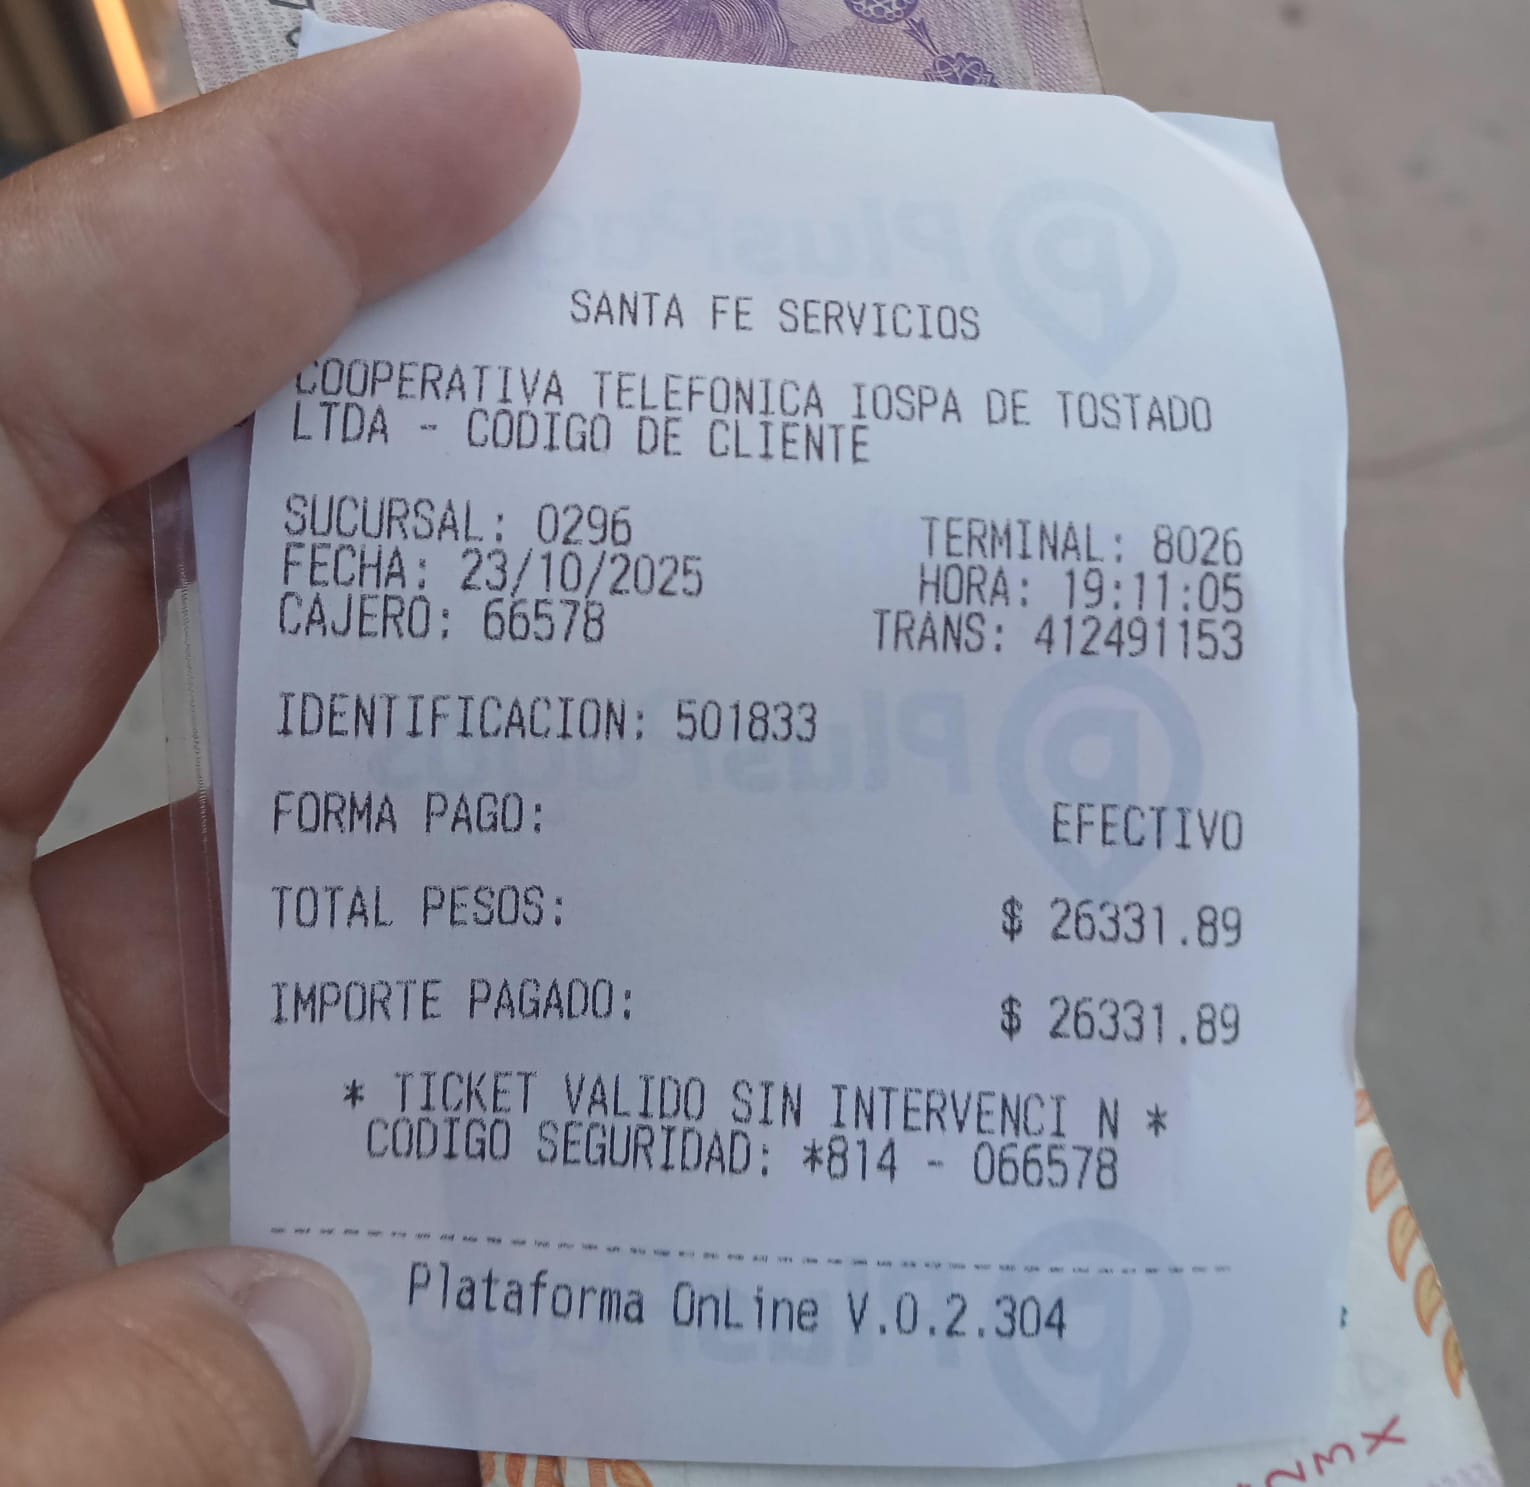 SANTA FE SERVICIOS
COOPERATIVA TELEFONICA IOSPA DE TOSTADO
LTDA - CODIGO DE CLIENTE
SUCURSAL: 0296 TERMINAL: 8026
FECHA: 23/10/2025 HORA: 19:11:05
CAJERO: 66578 TRANS: 412491153
IDENTIFICACION: 501833
FORMA PAGO: EFECTIVO
TOTAL PESOS: $ 26331.89
IMPORTE PAGADO: $ 26331.89
* TICKET VALIDO SIN INTERVENCI N *
CODIGO SEGURIDAD: *814 - 066578
Plataforma OnLine V.0.2.304